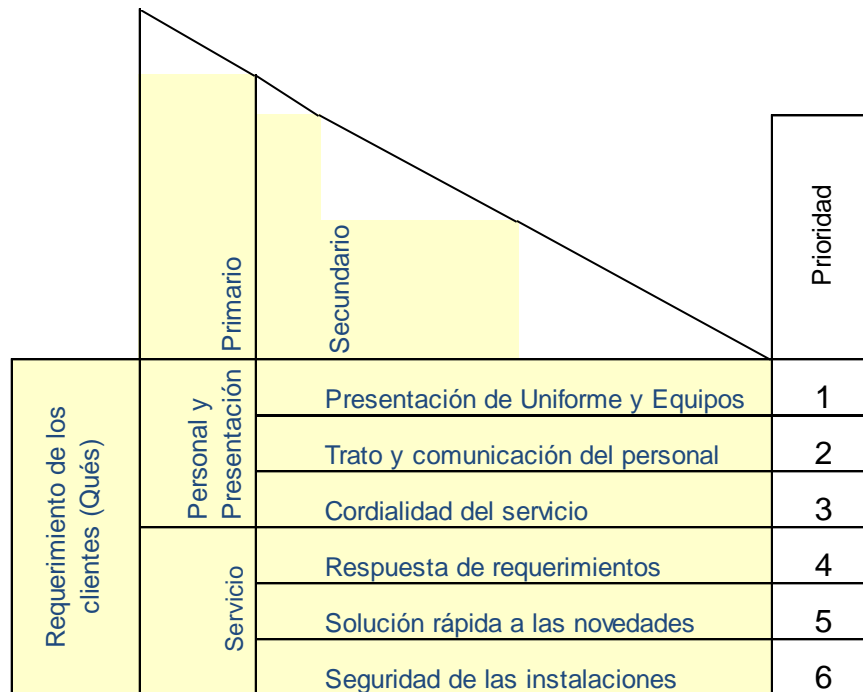 Primario
Secundario
Prioridad
Requerimiento de los
clientes (Qués)
Personal y
Presentación
Presentación de Uniforme y Equipos
1
Trato y comunicación del personal
2
Cordialidad del servicio
3
Servicio
Respuesta de requerimientos
4
Solución rápida a las novedades
5
Seguridad de las instalaciones
6